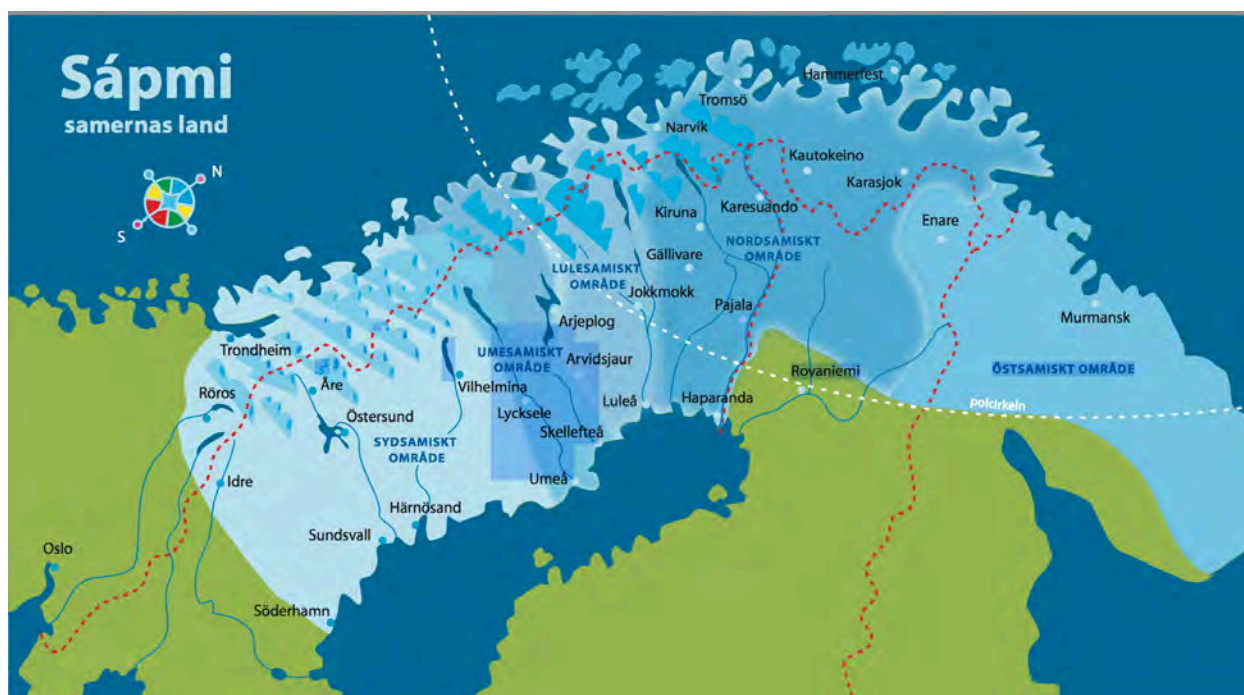 Sápmi
samernas land
N
S
Hammerfest
Tromsö
Narvik
Kautokeino
Karasjok
Kiruna
Karesuando
Enare
NORDSAMISKT
OMRÅDE
Gällivare
LULESAMISKT
OMRÅDE
Jokkmokk
Pajala
Murmansk
Arjeplog
Trondheim
UMESAMISKT
OMRÅDE
Arvidsjaur
Rovaniemi
ÖSTSAMISKT OMRÅDE
Åre
Vilhelmina
Röros
Lycksele
Luleå
Haparanda
polcirkeln
Östersund
Skellefteå
SYDSAMISKT
OMRÅDE
Idre
Umeå
Härnösand
Sundsvall
Oslo
Söderhamn